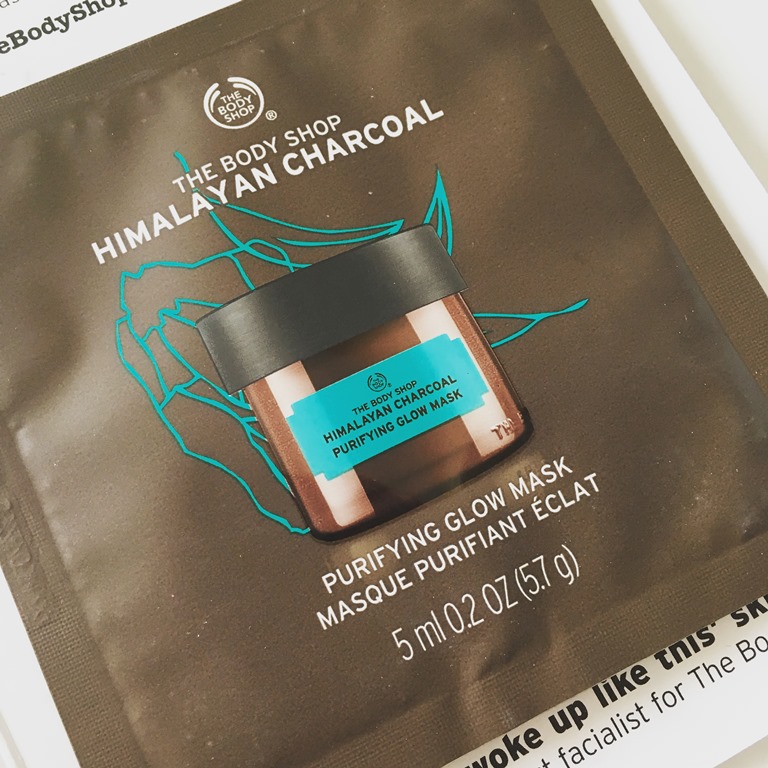 eBodyShop
THE
BODY
SHOP
®
THE BODY SHOP
HIMALAYAN CHARCOAL
THE BODY SHOP
HIMALAYAN CHARCOAL
PURIFYING GLOW MASK
PURIFYING GLOW MASK
MASQUE PURIFIANT ÉCLAT
5 ml 0.2 OZ (5.7 g)
woke up like this' ski
t facialist for The Bo